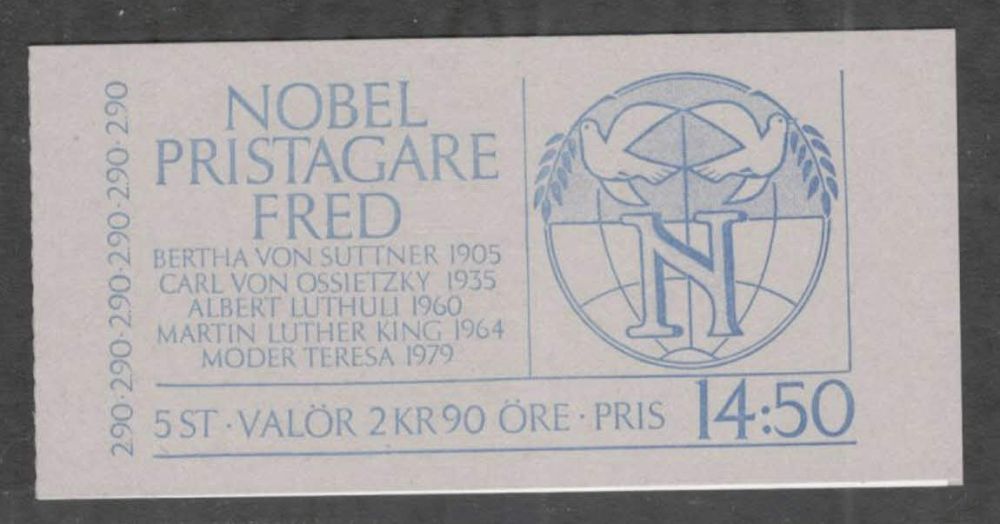 NOBEL
PRISTAGARE
FRED
BERTHA VON SUTTNER 1905
CARL VON OSSIETZKY 1935
ALBERT LUTHULI 1960
MARTIN LUTHER KING 1964
MODER TERESA 1979
5 ST · VALÖR 2 KR 90 ÖRE · PRIS 14:50
290·290·290·290·290·290
N